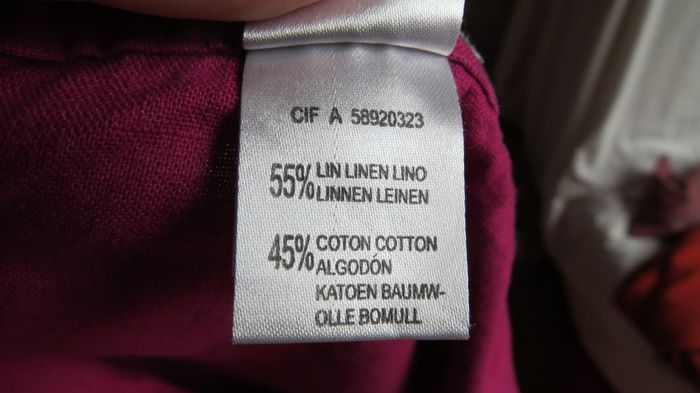 CIF A 58920323
55% LIN LINEN LINO
LINNEN LEINEN
45% COTON COTTON
ALGODÓN
KATOEN BAUMW-
OLLE BOMULL